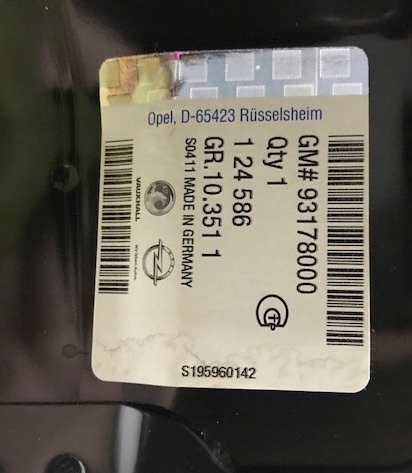 Opel, D-65423 Rüsselsheim
GM# 93178000
Qty 1
1 24 586
GR.10.351 1
S0411 MADE IN GERMANY
VAUXHALL
S195960142